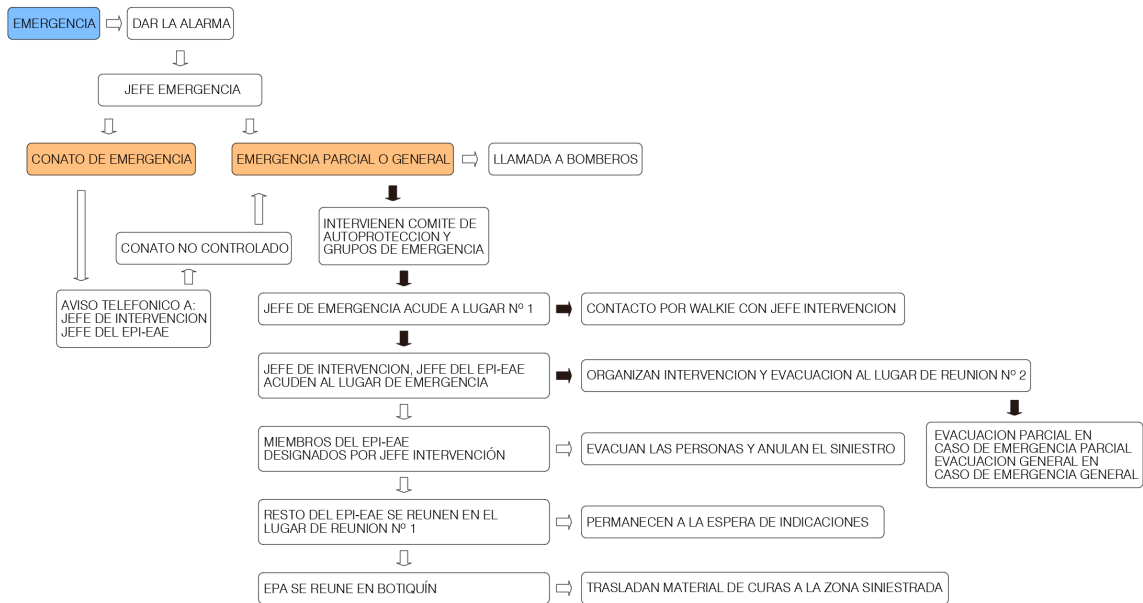 EMERGENCIA
DAR LA ALARMA
JEFE EMERGENCIA
CONATO DE EMERGENCIA
EMERGENCIA PARCIAL O GENERAL
LLAMADA A BOMBEROS
INTERVIENEN COMITE DE
AUTOPROTECCION Y
GRUPOS DE EMERGENCIA
CONATO NO CONTROLADO
AVISO TELEFONICO A:
JEFE DE INTERVENCIÓN
JEFE DEL EPI-EAE
JEFE DE EMERGENCIA ACUDE A LUGAR Nº 1
CONTACTO POR WALKIE CON JEFE INTERVENCION
JEFE DE INTERVENCION, JEFE DEL EPI-EAE
ACUDEN AL LUGAR DE EMERGENCIA
ORGANIZAN INTERVENCION Y EVACUACION AL LUGAR DE REUNION Nº 2
EVACUACION PARCIAL EN
CASO DE EMERGENCIA PARCIAL
EVACUACION GENERAL EN
CASO DE EMERGENCIA GENERAL
MIEMBROS DEL EPI-EAE
DESIGNADOS POR JEFE INTERVENCIÓN
EVACUAN LAS PERSONAS Y ANULAN EL SINIESTRO
RESTO DEL EPI-EAE SE REUNEN EN EL
LUGAR DE REUNION Nº 1
PERMANECEN A LA ESPERA DE INDICACIONES
EPA SE REUNE EN BOTIQUÍN
TRASLADAN MATERIAL DE CURAS A LA ZONA SINIESTRADA